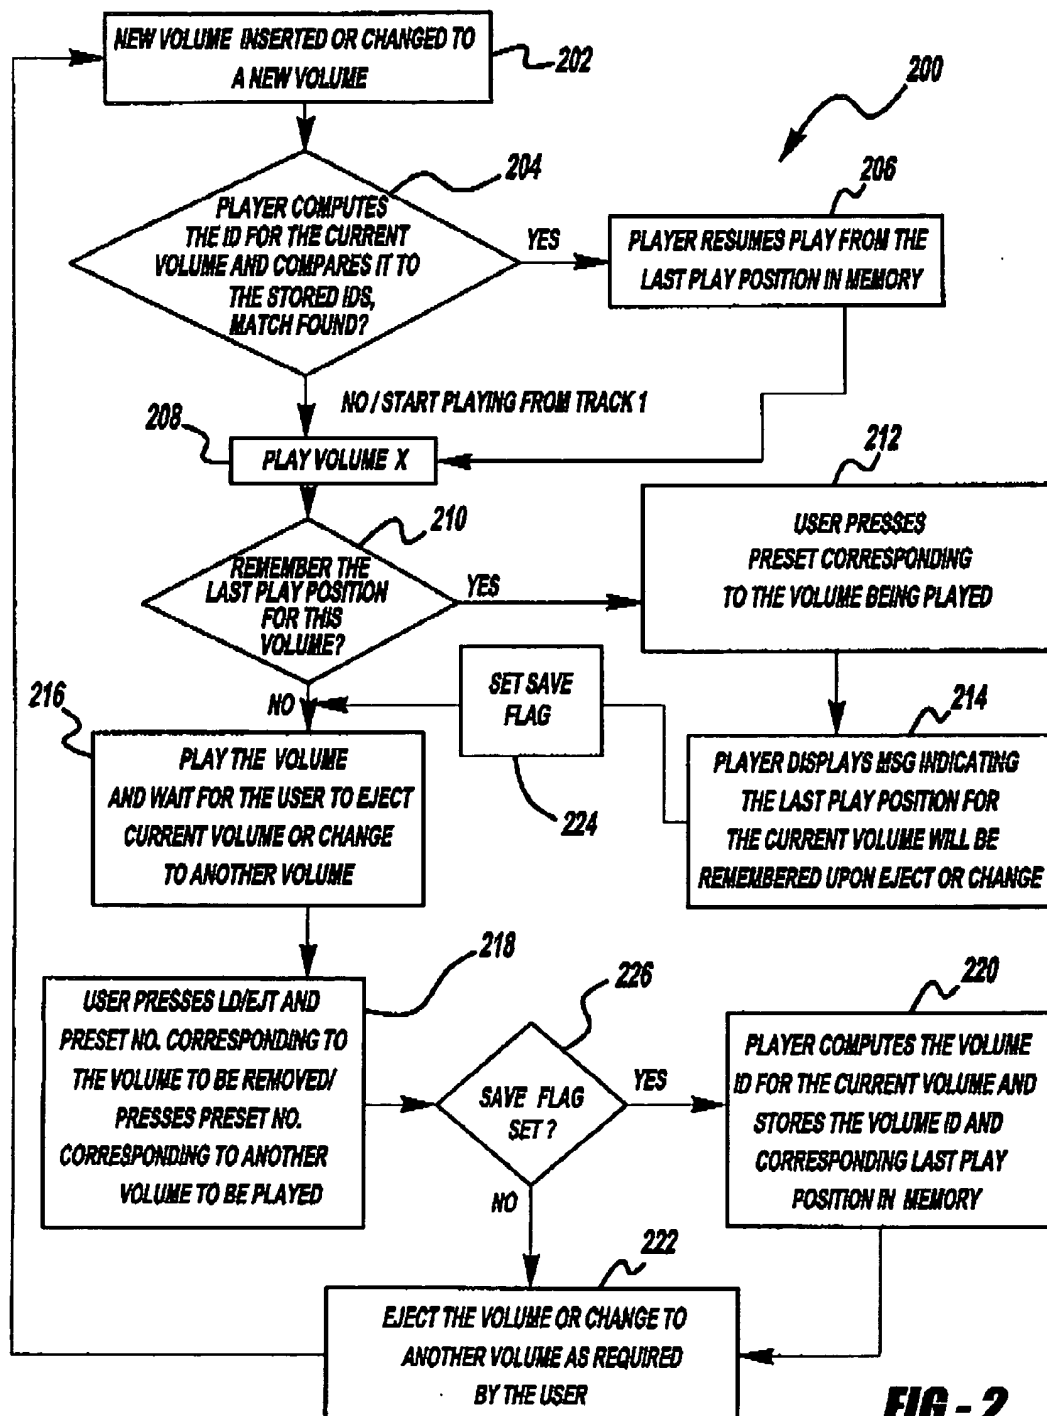 NEW VOLUME INSERTED OR CHANGED TO
A NEW VOLUME
202
200
204
PLAYER COMPUTES
THE ID FOR THE CURRENT
VOLUME AND COMPARES IT TO
THE STORED IDS,
MATCH FOUND?
YES
206
PLAYER RESUMES PLAY FROM THE
LAST PLAY POSITION IN MEMORY
NO / START PLAYING FROM TRACK 1
208
PLAY VOLUME X
210
REMEMBER THE
LAST PLAY POSITION
FOR THIS
VOLUME?
YES
212
USER PRESSES
PRESET CORRESPONDING
TO THE VOLUME BEING PLAYED
NO
SET SAVE
FLAG
224
214
PLAYER DISPLAYS MSG INDICATING
THE LAST PLAY POSITION FOR
THE CURRENT VOLUME WILL BE
REMEMBERED UPON EJECT OR CHANGE
216
PLAY THE VOLUME
AND WAIT FOR THE USER TO EJECT
CURRENT VOLUME OR CHANGE
TO ANOTHER VOLUME
218
USER PRESSES LD/EJT AND
PRESET NO. CORRESPONDING TO
THE VOLUME TO BE REMOVED/
PRESSES PRESET NO.
CORRESPONDING TO ANOTHER
VOLUME TO BE PLAYED
226
SAVE FLAG
SET ?
YES
NO
220
PLAYER COMPUTES THE VOLUME
ID FOR THE CURRENT VOLUME AND
STORES THE VOLUME ID AND
CORRESPONDING LAST PLAY
POSITION IN MEMORY
222
EJECT THE VOLUME OR CHANGE TO
ANOTHER VOLUME AS REQUIRED
BY THE USER
FIG - 2